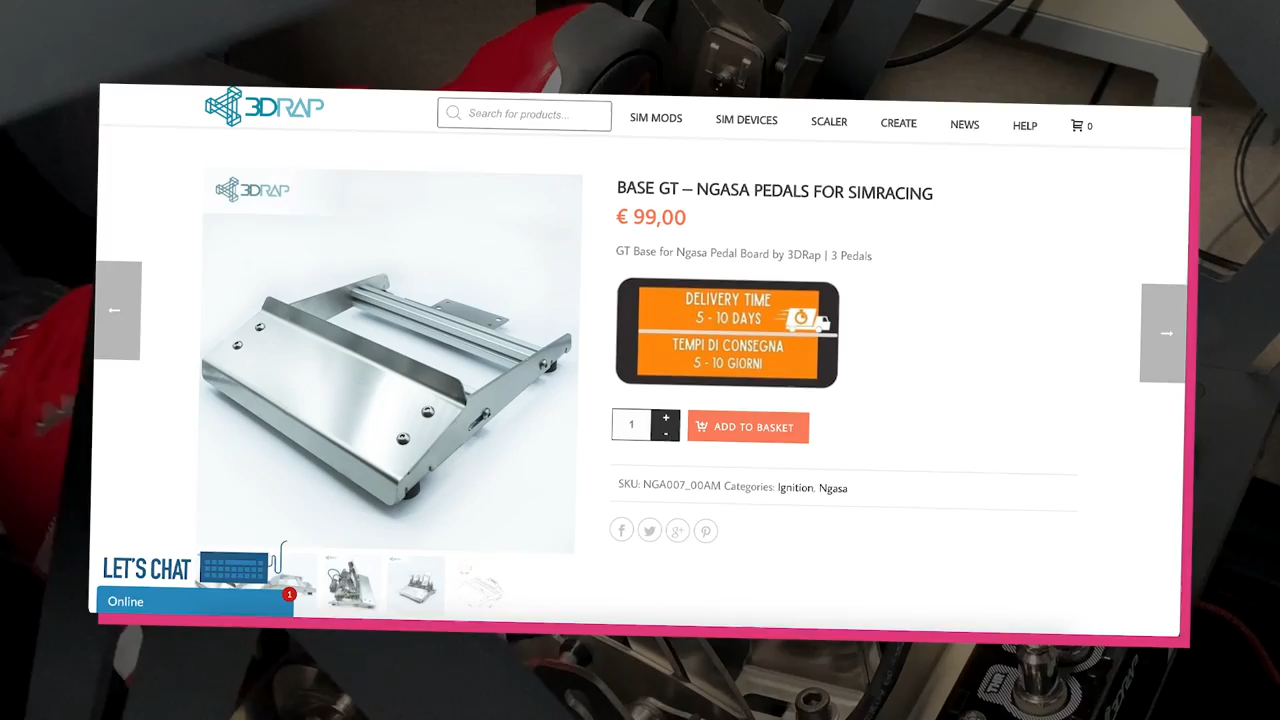 3DRAP
Search for products...
SIM MODS
SIM DEVICES
SCALER
CREATE
NEWS
HELP
0
3DRAP
BASE GT – NGASA PEDALS FOR SIMRACING
€ 99,00
GT Base for Ngasa Pedal Board by 3DRap | 3 Pedals
DELIVERY TIME
5 - 10 DAYS
TEMPI DI CONSEGNA
5 - 10 GIORNI
1
+
-
ADD TO BASKET
SKU: NGA007_00AM Categories: Ignition, Ngasa
LET'S CHAT
Online
1
THR
3DRAP